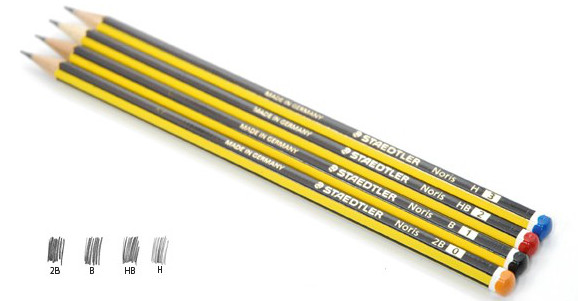 MADE IN GERMANY STAEDTLER Noris H 3
MADE IN GERMANY STAEDTLER Noris HB 2
MADE IN GERMANY STAEDTLER Noris B 1
MADE IN GERMANY STAEDTLER Noris 2B 0
2B B HB H